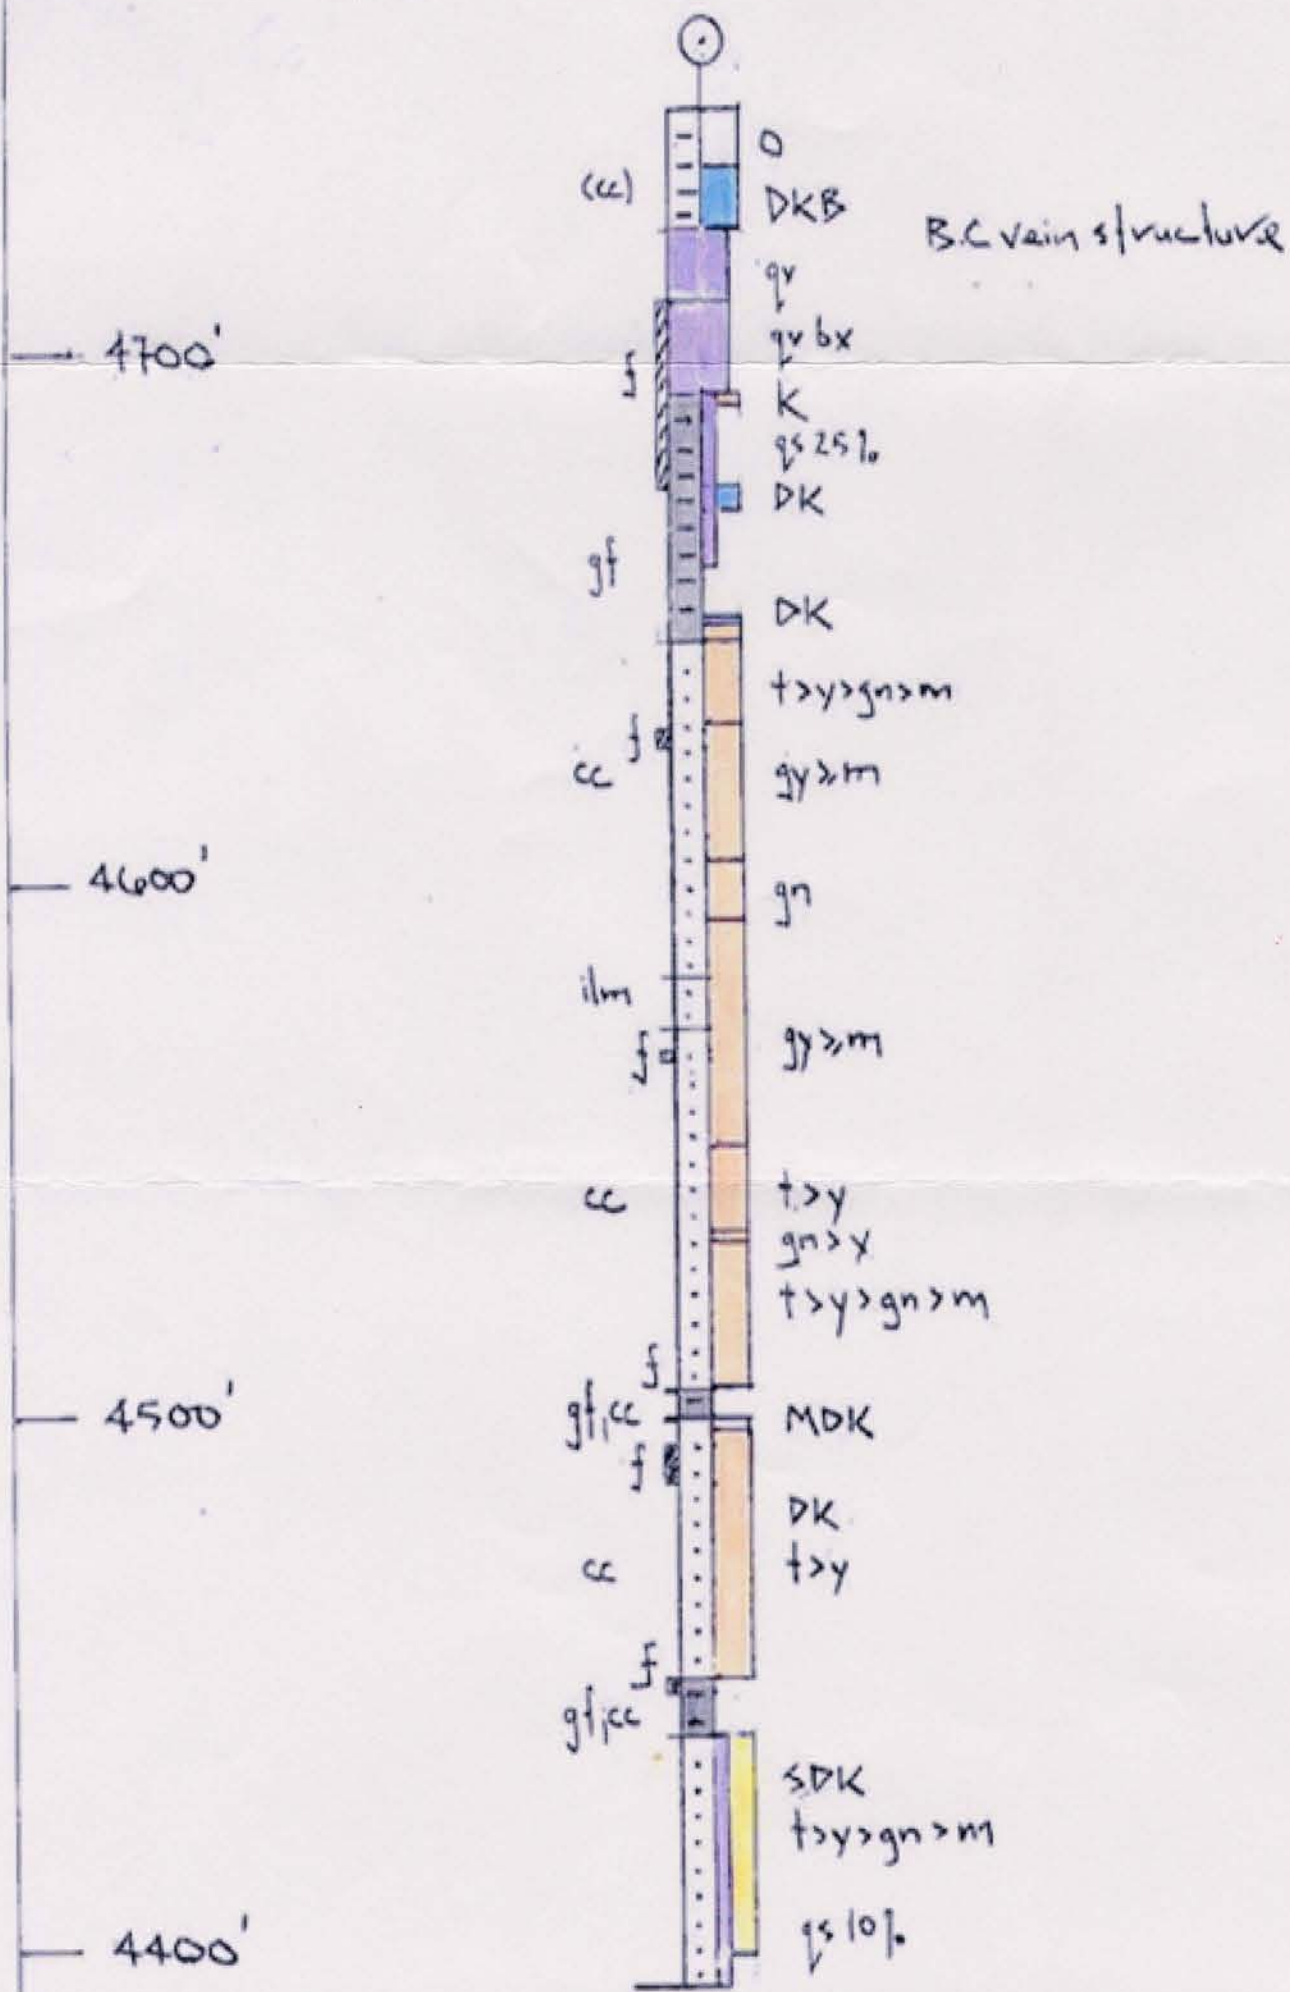 O
(cc)
DKB
B.C vein structure
qv
qv bx
4700'
f
K
qs 25%
DK
gf
DK
t>y>gn>m
f
cc
gy≥m
4600'
gn
ilm
gy≥m
f
cc
t>y
gn>y
t>y>gn>m
f
gf, cc
4500'
MDK
f
DK
cc
t>y
f
gf, cc
SDK
t>y>gn>m
qs 10%
4400'